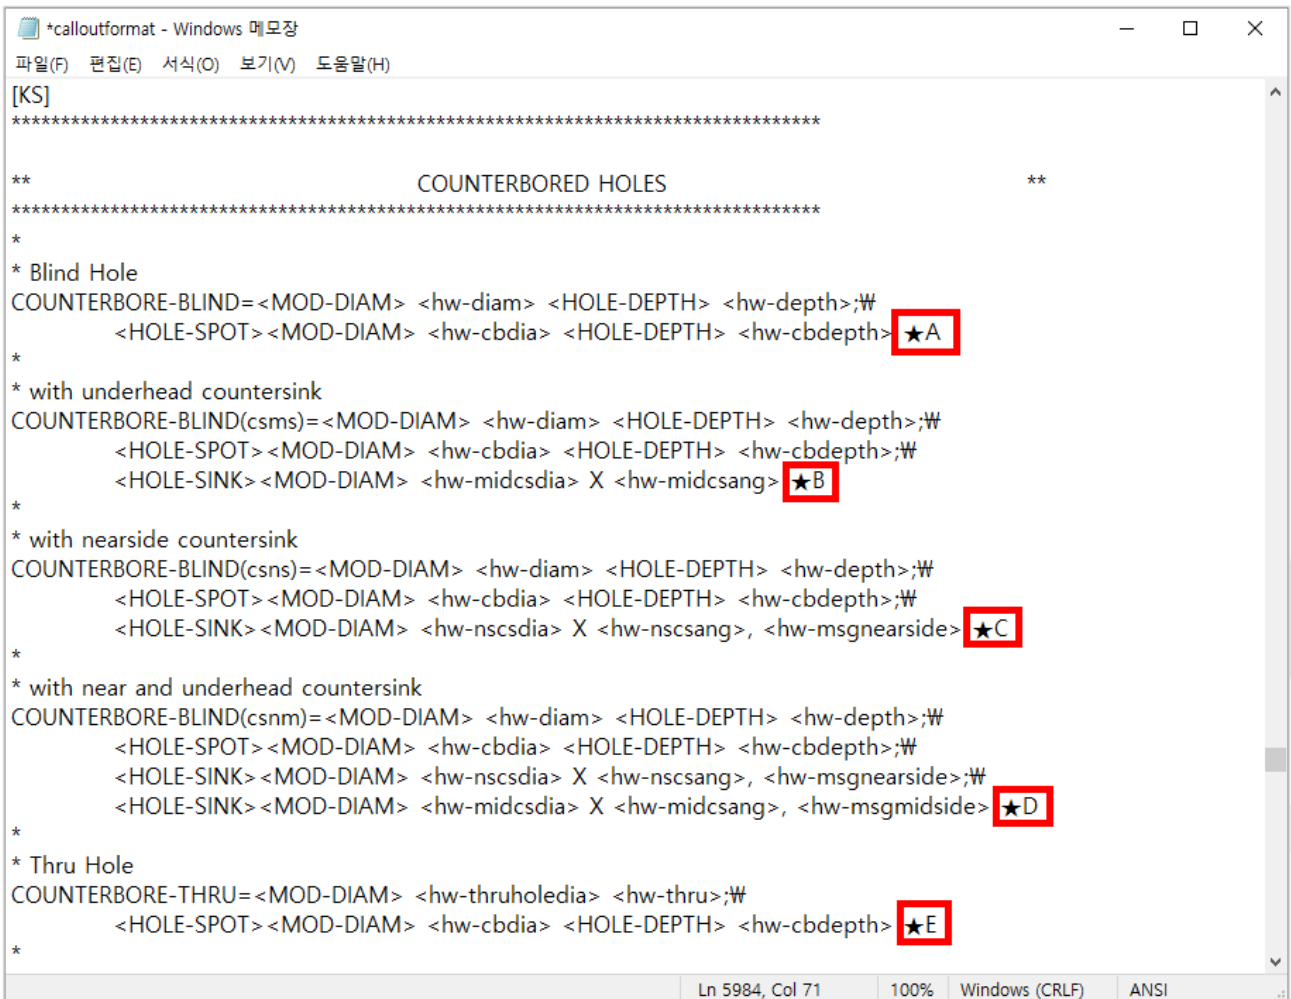 *calloutformat - Windows 메모장
파일(F) 편집(E) 서식(O) 보기(V) 도움말(H)
[KS]
**********************************************************************************
** COUNTERBORED HOLES **
**********************************************************************************
*
* Blind Hole
COUNTERBORE-BLIND=<MOD-DIAM> <hw-diam> <HOLE-DEPTH> <hw-depth>;₩
<HOLE-SPOT><MOD-DIAM> <hw-cbdia> <HOLE-DEPTH> <hw-cbdepth> ★A
*
* with underhead countersink
COUNTERBORE-BLIND(csms)=<MOD-DIAM> <hw-diam> <HOLE-DEPTH> <hw-depth>;₩
<HOLE-SPOT><MOD-DIAM> <hw-cbdia> <HOLE-DEPTH> <hw-cbdepth>;₩
<HOLE-SINK><MOD-DIAM> <hw-midcsdia> X <hw-midcsang> ★B
*
* with nearside countersink
COUNTERBORE-BLIND(csns)=<MOD-DIAM> <hw-diam> <HOLE-DEPTH> <hw-depth>;₩
<HOLE-SPOT><MOD-DIAM> <hw-cbdia> <HOLE-DEPTH> <hw-cbdepth>;₩
<HOLE-SINK><MOD-DIAM> <hw-nscsdia> X <hw-nscsang>, <hw-msgnearside> ★C
*
* with near and underhead countersink
COUNTERBORE-BLIND(csnm)=<MOD-DIAM> <hw-diam> <HOLE-DEPTH> <hw-depth>;₩
<HOLE-SPOT><MOD-DIAM> <hw-cbdia> <HOLE-DEPTH> <hw-cbdepth>;₩
<HOLE-SINK><MOD-DIAM> <hw-nscsdia> X <hw-nscsang>, <hw-msgnearside>;₩
<HOLE-SINK><MOD-DIAM> <hw-midcsdia> X <hw-midcsang>, <hw-msgmidside> ★D
*
* Thru Hole
COUNTERBORE-THRU=<MOD-DIAM> <hw-thruholedia> <hw-thru>;₩
<HOLE-SPOT><MOD-DIAM> <hw-cbdia> <HOLE-DEPTH> <hw-cbdepth> ★E
*
Ln 5984, Col 71 100% Windows (CRLF) ANSI